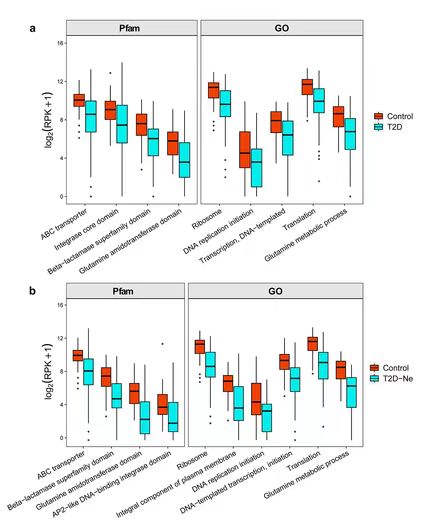 a
Pfam
GO
16
12
8
4
0
log2(RPK + 1)
Control
T2D
ABC transporter
Integrase core domain
Beta−lactamase superfamily domain
Glutamine amidotransferase domain
Ribosome
DNA replication initiation
Transcription, DNA−templated
Translation
Glutamine metabolic process
b
Pfam
GO
16
12
8
4
0
log2(RPK + 1)
Control
T2D−Ne
ABC transporter
Beta−lactamase superfamily domain
Glutamine amidotransferase domain
AP2−like DNA−binding integrase domain
Ribosome
Integral component of plasma membrane
DNA replication initiation
DNA−templated transcription, initiation
Translation
Glutamine metabolic process